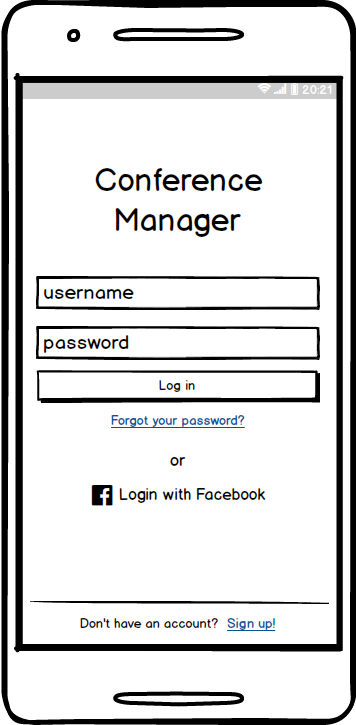 20:21
Conference
Manager
username
password
Log in
Forgot your password?
or
Login with Facebook
Don't have an account? Sign up!